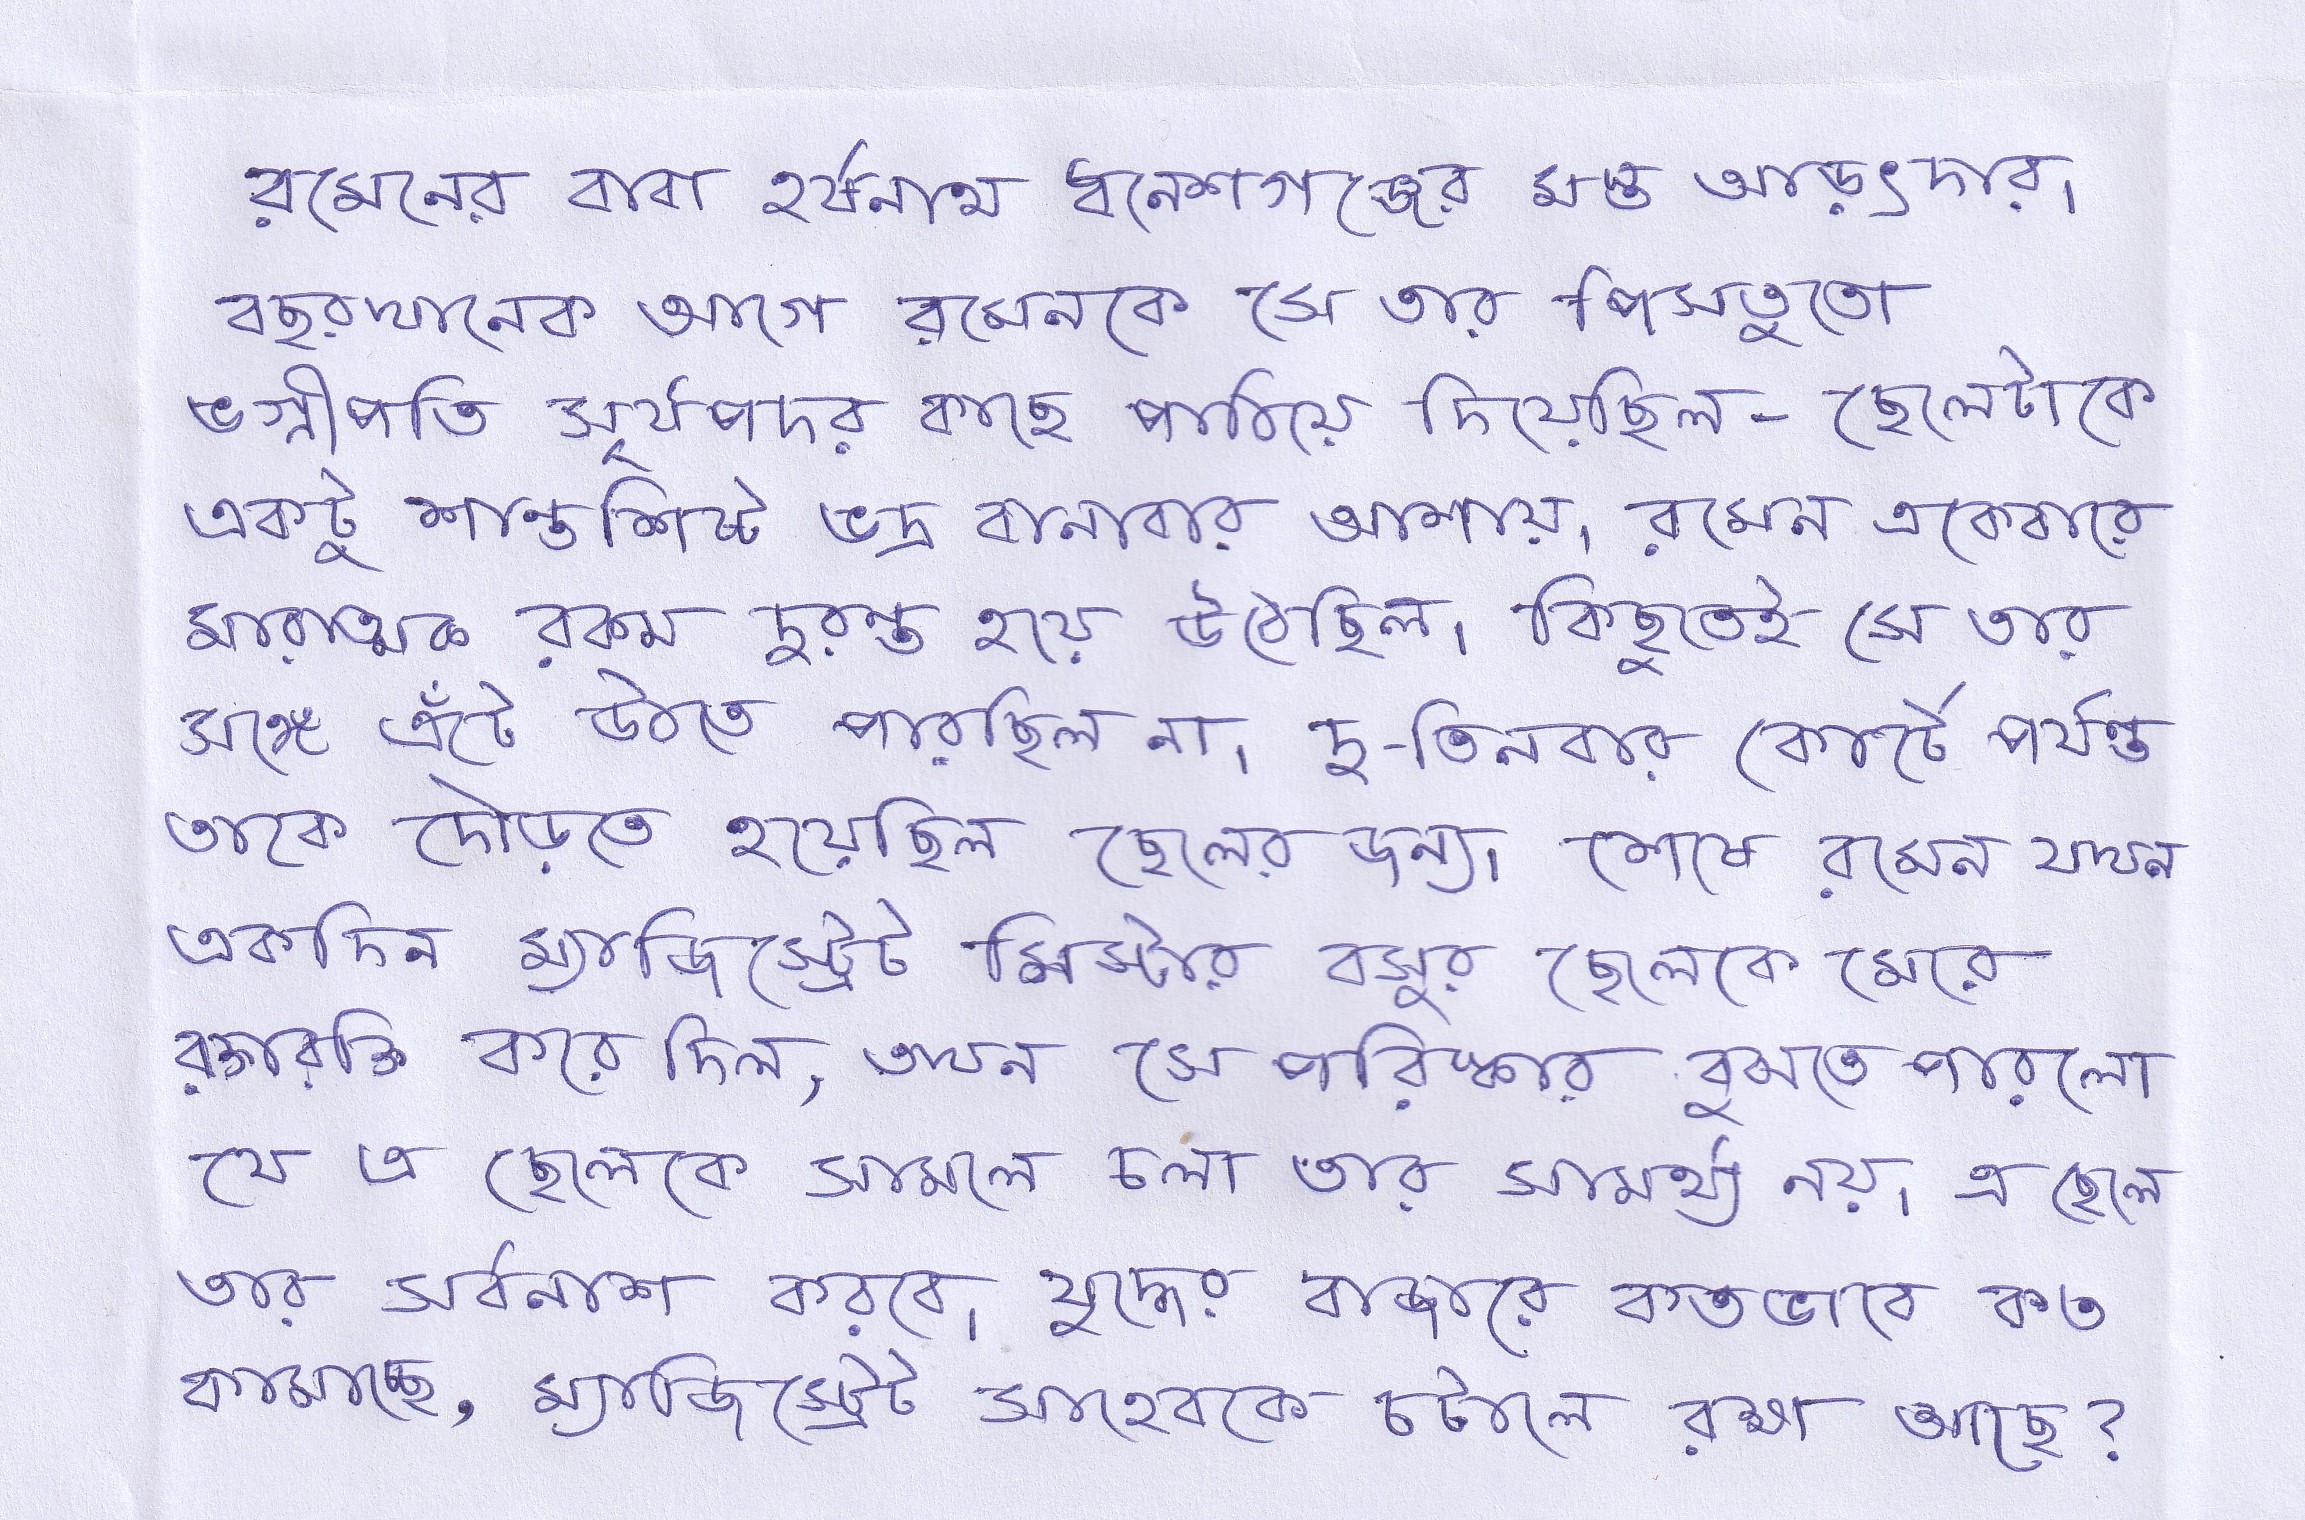 রমেনের বাবা হর্ষনাথ ধনেশগঞ্জের মস্ত আড়ৎদার।
বছরখানেক আগে রমেনকে সে তার পিসতুতো
ভগ্নীপতি সূর্যপদর কাছে পাঠিয়ে দিয়েছিল- ছেলেটাকে
একটু শান্তশিষ্ট ভদ্র বানাবার আশায়। রমেন একেবারে
মারাত্মক রকম দুরন্ত হয়ে উঠেছিল। কিছুতেই সে তার
সঙ্গে এঁটে উঠতে পারছিল না। দু-তিনবার কোর্টে পর্যন্ত
তাকে দৌড়তে হয়েছিল ছেলের জন্য। শেষে রমেন যখন
একদিন ম্যাজিস্ট্রেট মিস্টার বসুর ছেলেকে মেরে
রক্তারক্তি করে দিল, তখন সে পরিষ্কার বুঝতে পারলো
যে এ ছেলেকে সামলে চলা তার সামর্থ্য নয়। এ ছেলে
তার সর্বনাশ করবে। যুদ্ধের বাজারে কতভাবে কত
কামাচ্ছে, ম্যাজিস্ট্রেট সাহেবকে চটালে রক্ষা আছে?